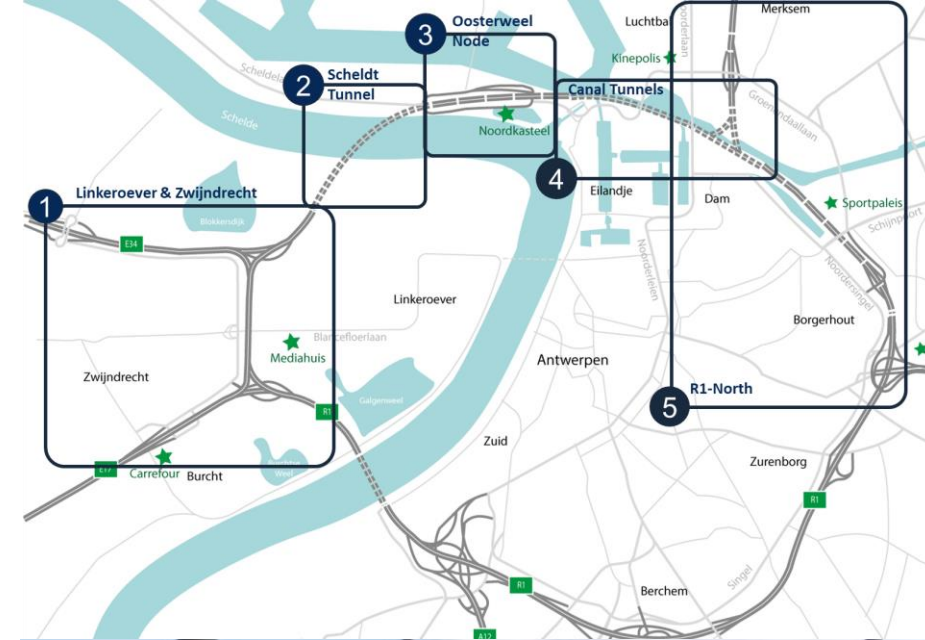 3
Oosterweel
Node
Luchtba
Merksem
Kinepolis
2
Scheldt
Tunnel
Canal Tunnels
Groenendaallaan
Schelde
Noordkasteel
4
Eilandje
Dam
Sportpaleis
Schijnpoort
1
Linkeroever & Zwijndrecht
Blokkersdijk
E34
Noorderleien
Noordersingel
Linkeroever
Borgerhout
Blancefloerlaan
Mediahuis
Antwerpen
Zwijndrecht
5
R1-North
Galgenweel
R1
Zuid
Zurenborg
E17
Carrefour
Burcht
Weel
R1
Singel
R1
Berchem
A12